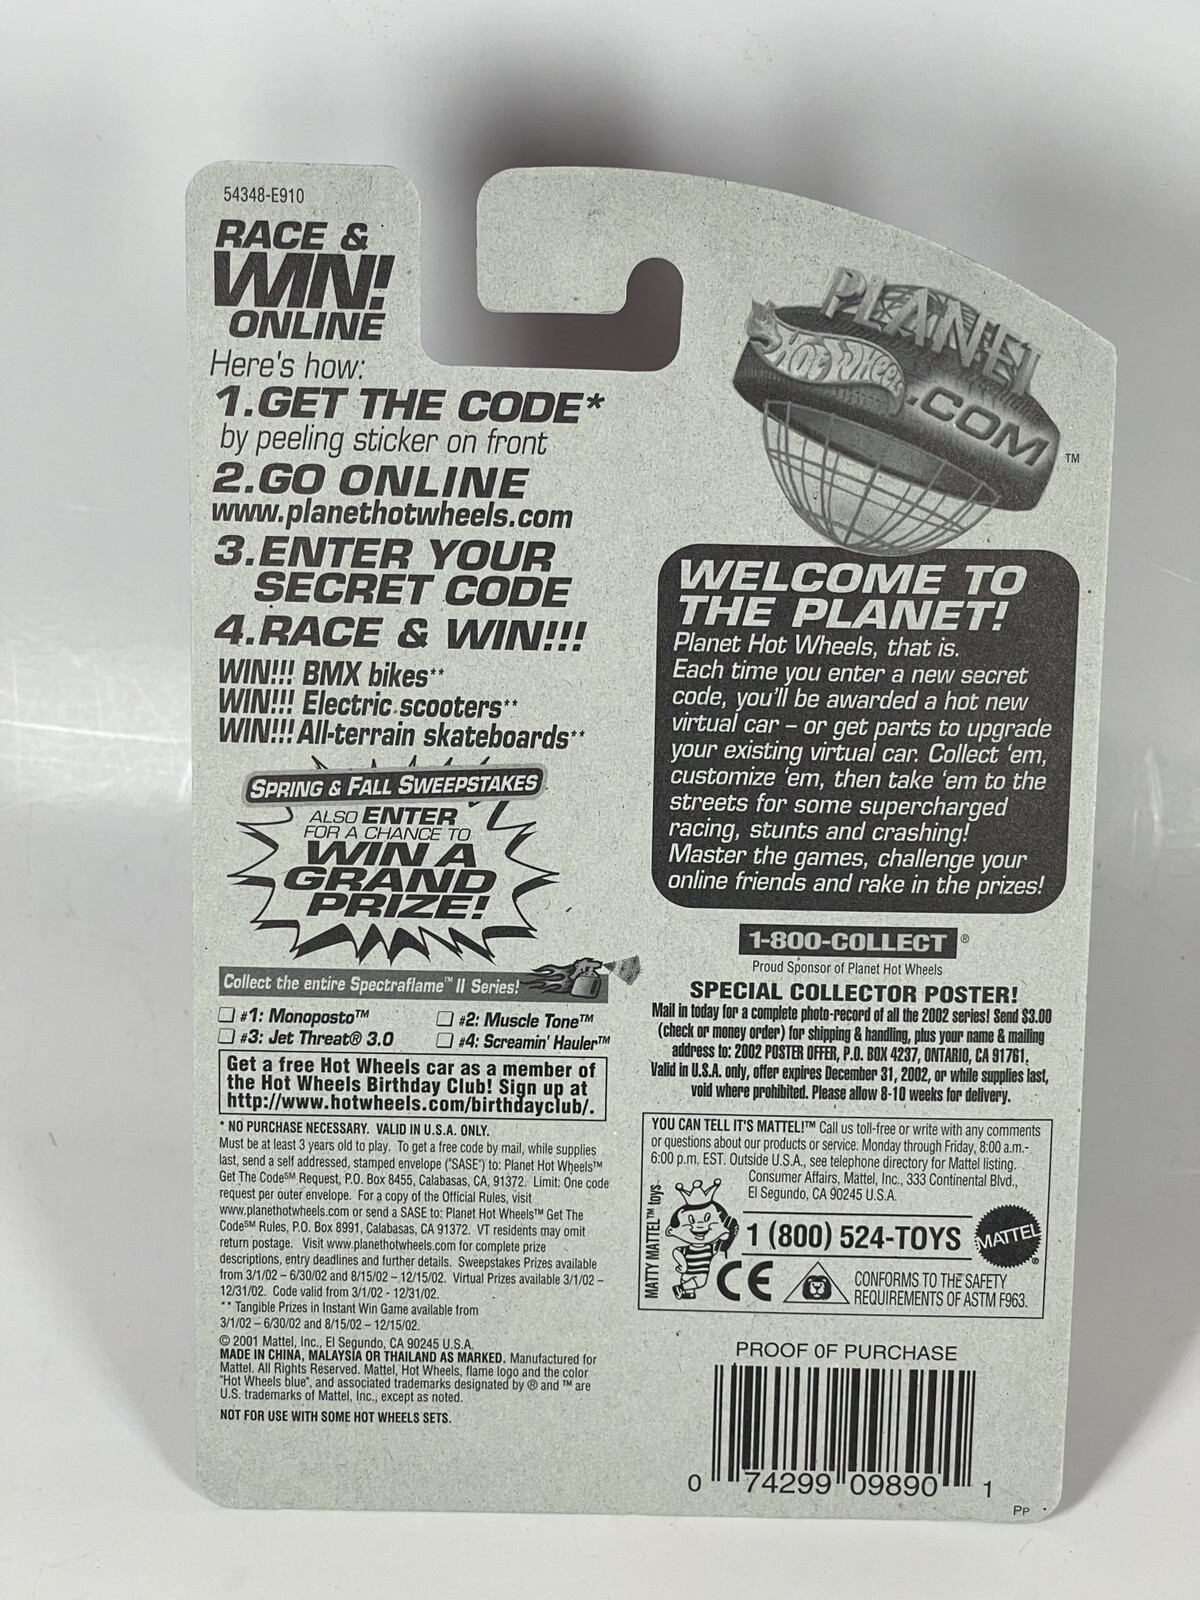 54348-E910
RACE &
WIN!
ONLINE
Here's how:
1.GET THE CODE*
by peeling sticker on front
2.GO ONLINE
www.planethotwheels.com
3.ENTER YOUR
SECRET CODE
4.RACE & WIN!!!
WIN!!! BMX bikes**
WIN!!! Electric scooters**
WIN!!! All-terrain skateboards**
SPRING & FALL SWEEPSTAKES
ALSO ENTER
FOR A CHANCE TO
WIN A
GRAND
PRIZE!
Collect the entire Spectraflame™ II Series!
#1: Monoposto™
#2: Muscle Tone™
#3: Jet Threat® 3.0
#4: Screamin' Hauler™
Get a free Hot Wheels car as a member of
the Hot Wheels Birthday Club! Sign up at
http://www.hotwheels.com/birthdayclub/.
* NO PURCHASE NECESSARY. VALID IN U.S.A. ONLY.
Must be at least 3 years old to play. To get a free code by mail, while supplies
last, send a self addressed, stamped envelope ("SASE") to: Planet Hot Wheels™
Get The Code℠ Request, P.O. Box 8455, Calabasas, CA, 91372. Limit: One code
request per outer envelope. For a copy of the Official Rules, visit
www.planethotwheels.com or send a SASE to: Planet Hot Wheels™ Get The
Code℠ Rules, P.O. Box 8991, Calabasas, CA 91372. VT residents may omit
return postage. Visit www.planethotwheels.com for complete prize
descriptions, entry deadlines and further details. Sweepstakes Prizes available
from 3/1/02 – 6/30/02 and 8/15/02 – 12/15/02. Virtual Prizes available 3/1/02 –
12/31/02. Code valid from 3/1/02 - 12/31/02.
** Tangible Prizes in Instant Win Game available from
3/1/02 – 6/30/02 and 8/15/02 – 12/15/02.
© 2001 Mattel, Inc., El Segundo, CA 90245 U.S.A.
MADE IN CHINA, MALAYSIA OR THAILAND AS MARKED. Manufactured for
Mattel. All Rights Reserved. Mattel, Hot Wheels, flame logo and the color
"Hot Wheels blue", and associated trademarks designated by ® and ™ are
U.S. trademarks of Mattel, Inc., except as noted.
NOT FOR USE WITH SOME HOT WHEELS SETS.
PLANET
HOT WHEELS
.COM
™
WELCOME TO
THE PLANET!
Planet Hot Wheels, that is.
Each time you enter a new secret
code, you'll be awarded a hot new
virtual car – or get parts to upgrade
your existing virtual car. Collect 'em,
customize 'em, then take 'em to the
streets for some supercharged
racing, stunts and crashing!
Master the games, challenge your
online friends and rake in the prizes!
1-800-COLLECT ®
Proud Sponsor of Planet Hot Wheels
SPECIAL COLLECTOR POSTER!
Mail in today for a complete photo-record of all the 2002 series! Send $3.00
(check or money order) for shipping & handling, plus your name & mailing
address to: 2002 POSTER OFFER, P.O. BOX 4237, ONTARIO, CA 91761.
Valid in U.S.A. only, offer expires December 31, 2002, or while supplies last,
void where prohibited. Please allow 8-10 weeks for delivery.
YOU CAN TELL IT'S MATTEL!™ Call us toll-free or write with any comments
or questions about our products or service. Monday through Friday, 8:00 a.m.-
6:00 p.m. EST. Outside U.S.A., see telephone directory for Mattel listing.
Consumer Affairs, Mattel, Inc., 333 Continental Blvd.,
El Segundo, CA 90245 U.S.A.
MATTY MATTEL™ toys
1 (800) 524-TOYS
MATTEL®
CE
CONFORMS TO THE SAFETY
REQUIREMENTS OF ASTM F963.
PROOF OF PURCHASE
0 74299 09890 1
PP